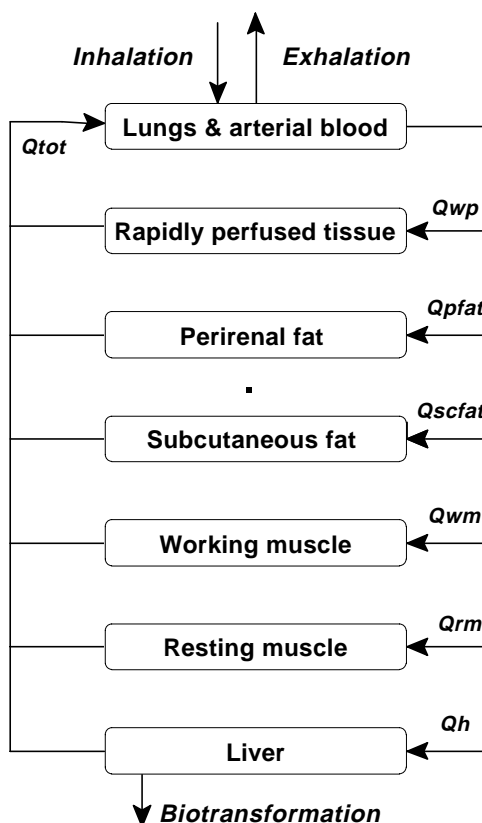 Inhalation Exhalation
Lungs & arterial blood
Qtot
Qwp
Rapidly perfused tissue
Qpfat
Perirenal fat
Qscfat
Subcutaneous fat
Qwm
Working muscle
Qrm
Resting muscle
Qh
Liver
Biotransformation